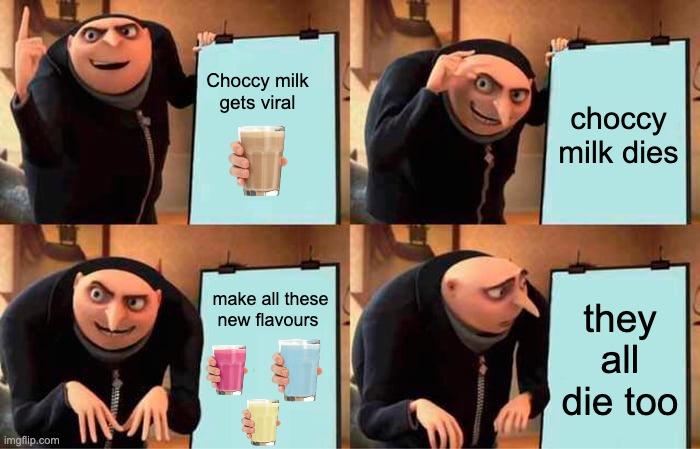 Choccy milk
gets viral
choccy
milk dies
make all these
new flavours
they
all
die too
imgflip.com